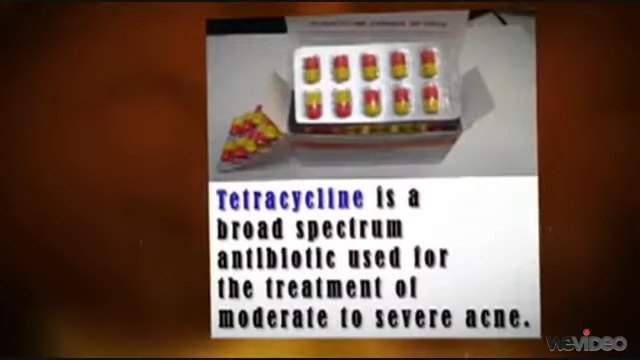 Tetracycline is a
broad spectrum
antibiotic used for
the treatment of
moderate to severe acne.
WeVIDEO